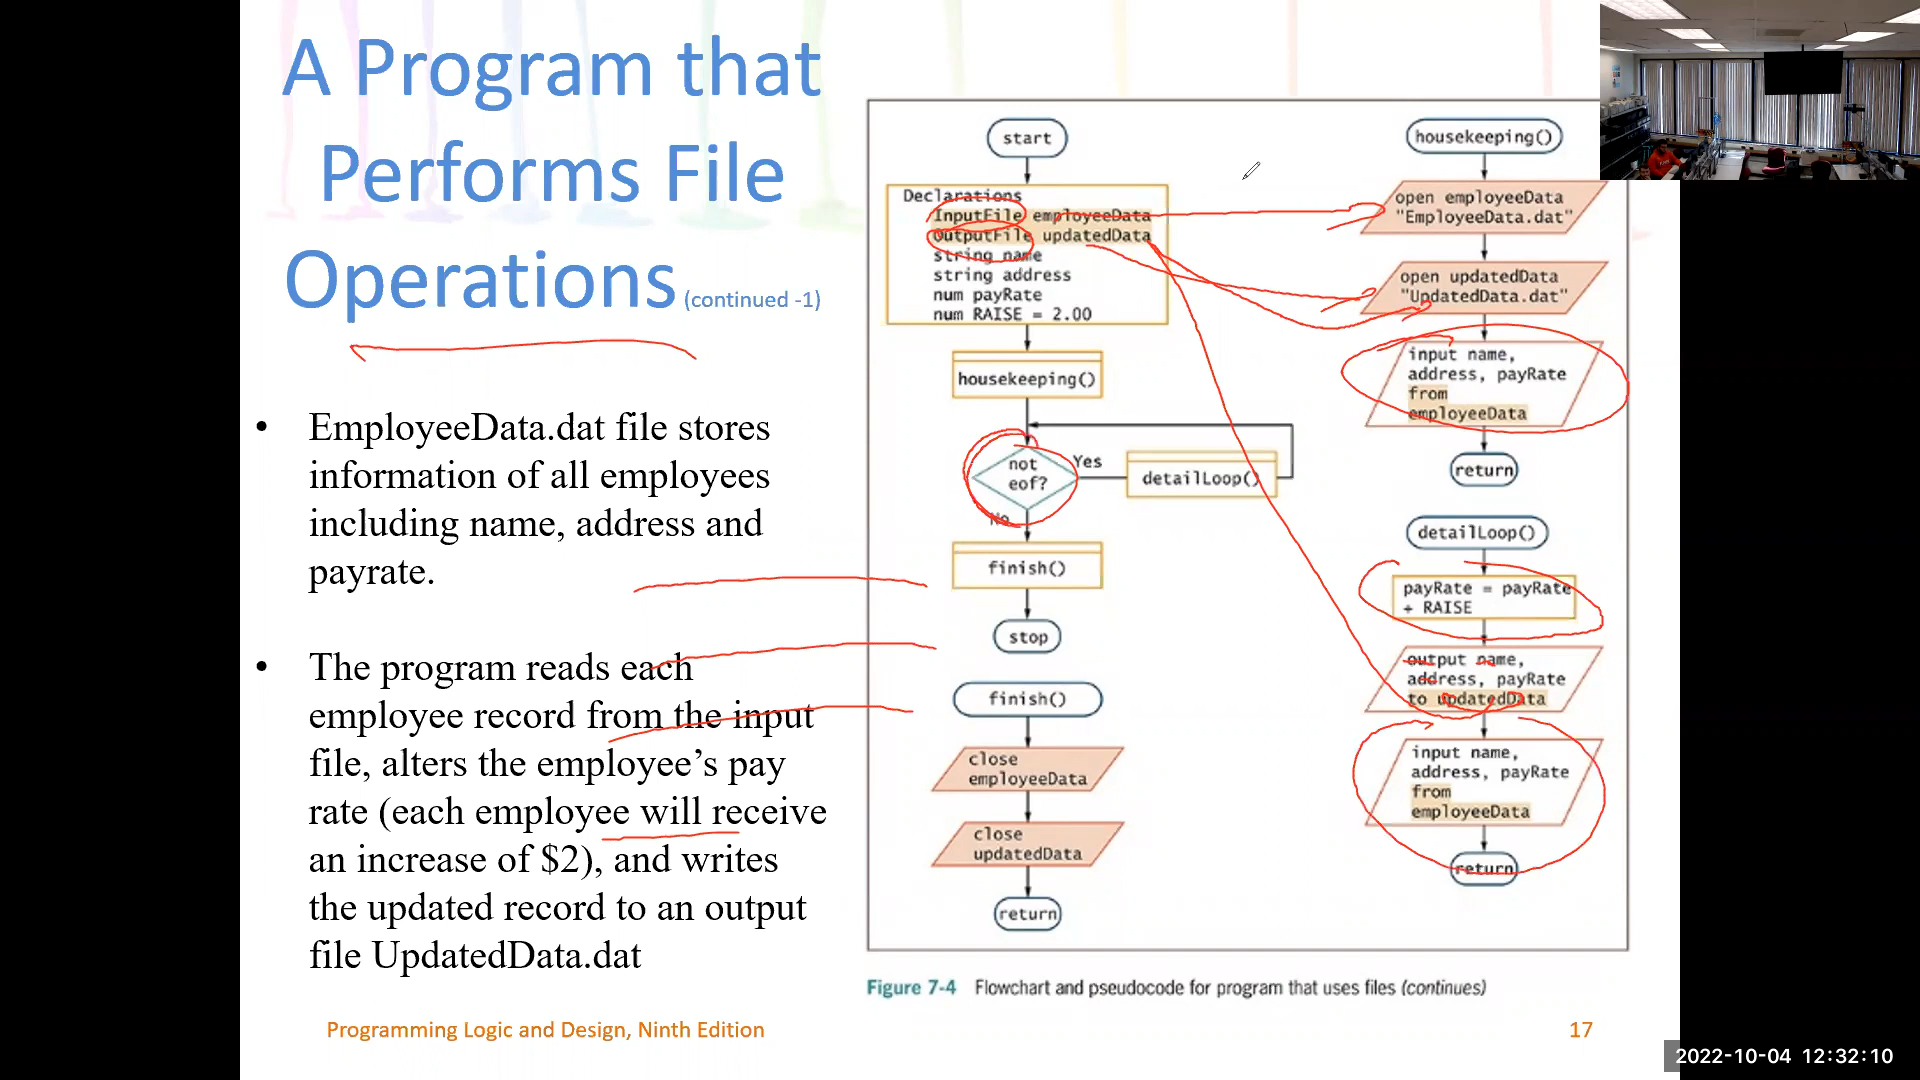 A Program that
Performs File
Operations (continued -1)
• EmployeeData.dat file stores
information of all employees
including name, address and
payrate.
• The program reads each
employee record from the input
file, alters the employee’s pay
rate (each employee will receive
an increase of $2), and writes
the updated record to an output
file UpdatedData.dat
start
Declarations
InputFile employeeData
OutputFile updatedData
string name
string address
num payRate
num RAISE = 2.00
housekeeping()
not
eof?
Yes
detailLoop()
No
finish()
stop
finish()
close
employeeData
close
updatedData
return
housekeeping()
open employeeData
"EmployeeData.dat"
open updatedData
"UpdatedData.dat"
input name,
address, payRate
from
employeeData
return
detailLoop()
payRate = payRate
+ RAISE
output name,
address, payRate
to updatedData
input name,
address, payRate
from
employeeData
return
Figure 7-4 Flowchart and pseudocode for program that uses files (continues)
Programming Logic and Design, Ninth Edition
17
2022-10-04 12:32:10